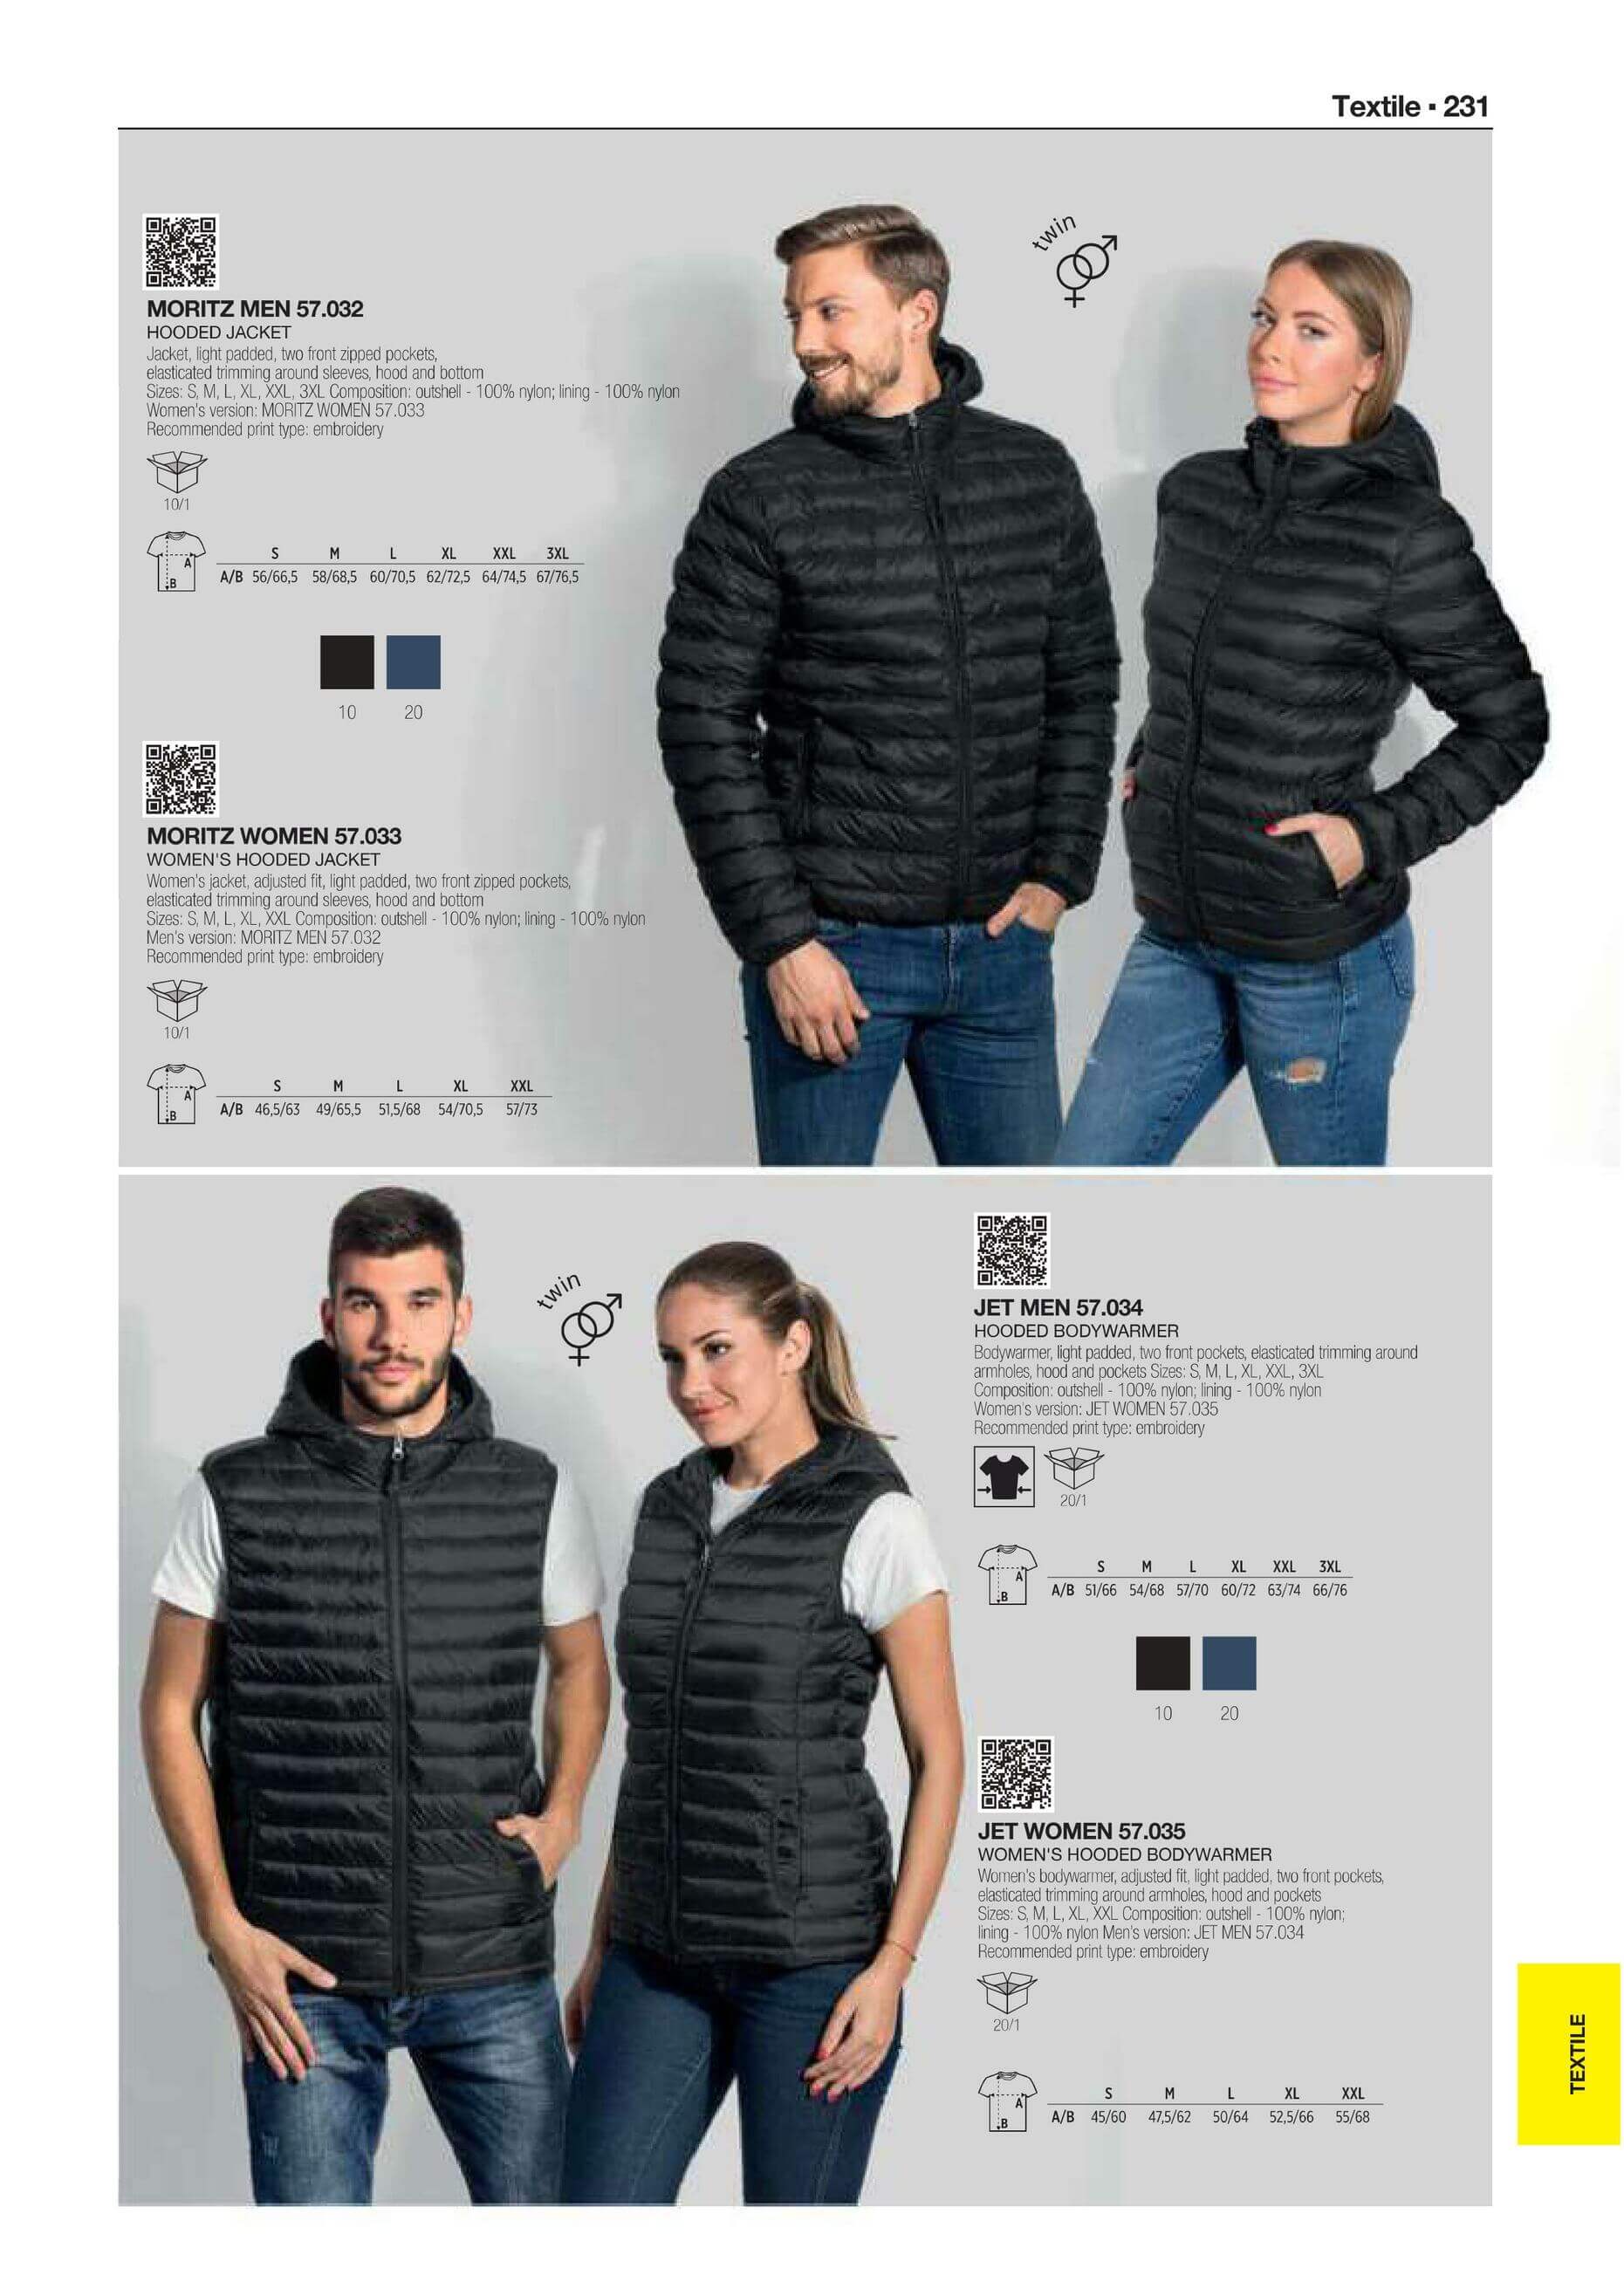 Textile ▪ 231
twin
MORITZ MEN 57.032
HOODED JACKET
Jacket, light padded, two front zipped pockets,
elasticated trimming around sleeves, hood and bottom
Sizes: S, M, L, XL, XXL, 3XL Composition: outshell - 100% nylon; lining - 100% nylon
Women's version: MORITZ WOMEN 57.033
Recommended print type: embroidery
10/1
A
B
S M L XL XXL 3XL
A/B 56/66,5 58/68,5 60/70,5 62/72,5 64/74,5 67/76,5
10 20
MORITZ WOMEN 57.033
WOMEN'S HOODED JACKET
Women's jacket, adjusted fit, light padded, two front zipped pockets,
elasticated trimming around sleeves, hood and bottom
Sizes: S, M, L, XL, XXL Composition: outshell - 100% nylon; lining - 100% nylon
Men's version: MORITZ MEN 57.032
Recommended print type: embroidery
10/1
A
B
S M L XL XXL
A/B 46,5/63 49/65,5 51,5/68 54/70,5 57/73
twin
JET MEN 57.034
HOODED BODYWARMER
Bodywarmer, light padded, two front pockets, elasticated trimming around
armholes, hood and pockets Sizes: S, M, L, XL, XXL, 3XL
Composition: outshell - 100% nylon; lining - 100% nylon
Women's version: JET WOMEN 57.035
Recommended print type: embroidery
20/1
A
B
S M L XL XXL 3XL
A/B 51/66 54/68 57/70 60/72 63/74 66/76
10 20
JET WOMEN 57.035
WOMEN'S HOODED BODYWARMER
Women's bodywarmer, adjusted fit, light padded, two front pockets,
elasticated trimming around armholes, hood and pockets
Sizes: S, M, L, XL, XXL Composition: outshell - 100% nylon;
lining - 100% nylon Men's version: JET MEN 57.034
Recommended print type: embroidery
20/1
A
B
S M L XL XXL
A/B 45/60 47,5/62 50/64 52,5/66 55/68
TEXTILE